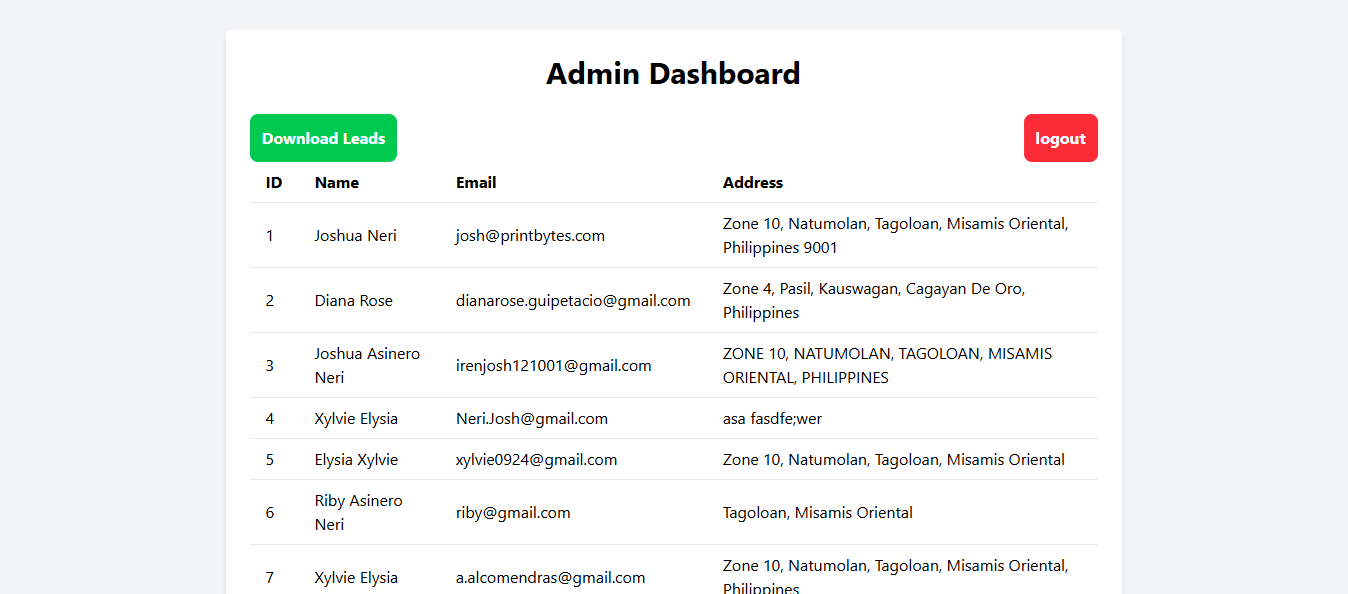 Admin Dashboard
Download Leads
logout
ID Name Email Address
1 Joshua Neri josh@printbytes.com Zone 10, Natumolan, Tagoloan, Misamis Oriental,
Philippines 9001
2 Diana Rose dianarose.guipetacio@gmail.com Zone 4, Pasil, Kauswagan, Cagayan De Oro,
Philippines
3 Joshua Asinero
Neri irenjosh121001@gmail.com ZONE 10, NATUMOLAN, TAGOLOAN, MISAMIS
ORIENTAL, PHILIPPINES
4 Xylvie Elysia Neri.Josh@gmail.com asa fasdfe;wer
5 Elysia Xylvie xylvie0924@gmail.com Zone 10, Natumolan, Tagoloan, Misamis Oriental
6 Riby Asinero
Neri riby@gmail.com Tagoloan, Misamis Oriental
7 Xylvie Elysia a.alcomendras@gmail.com Zone 10, Natumolan, Tagoloan, Misamis Oriental,
Philippines